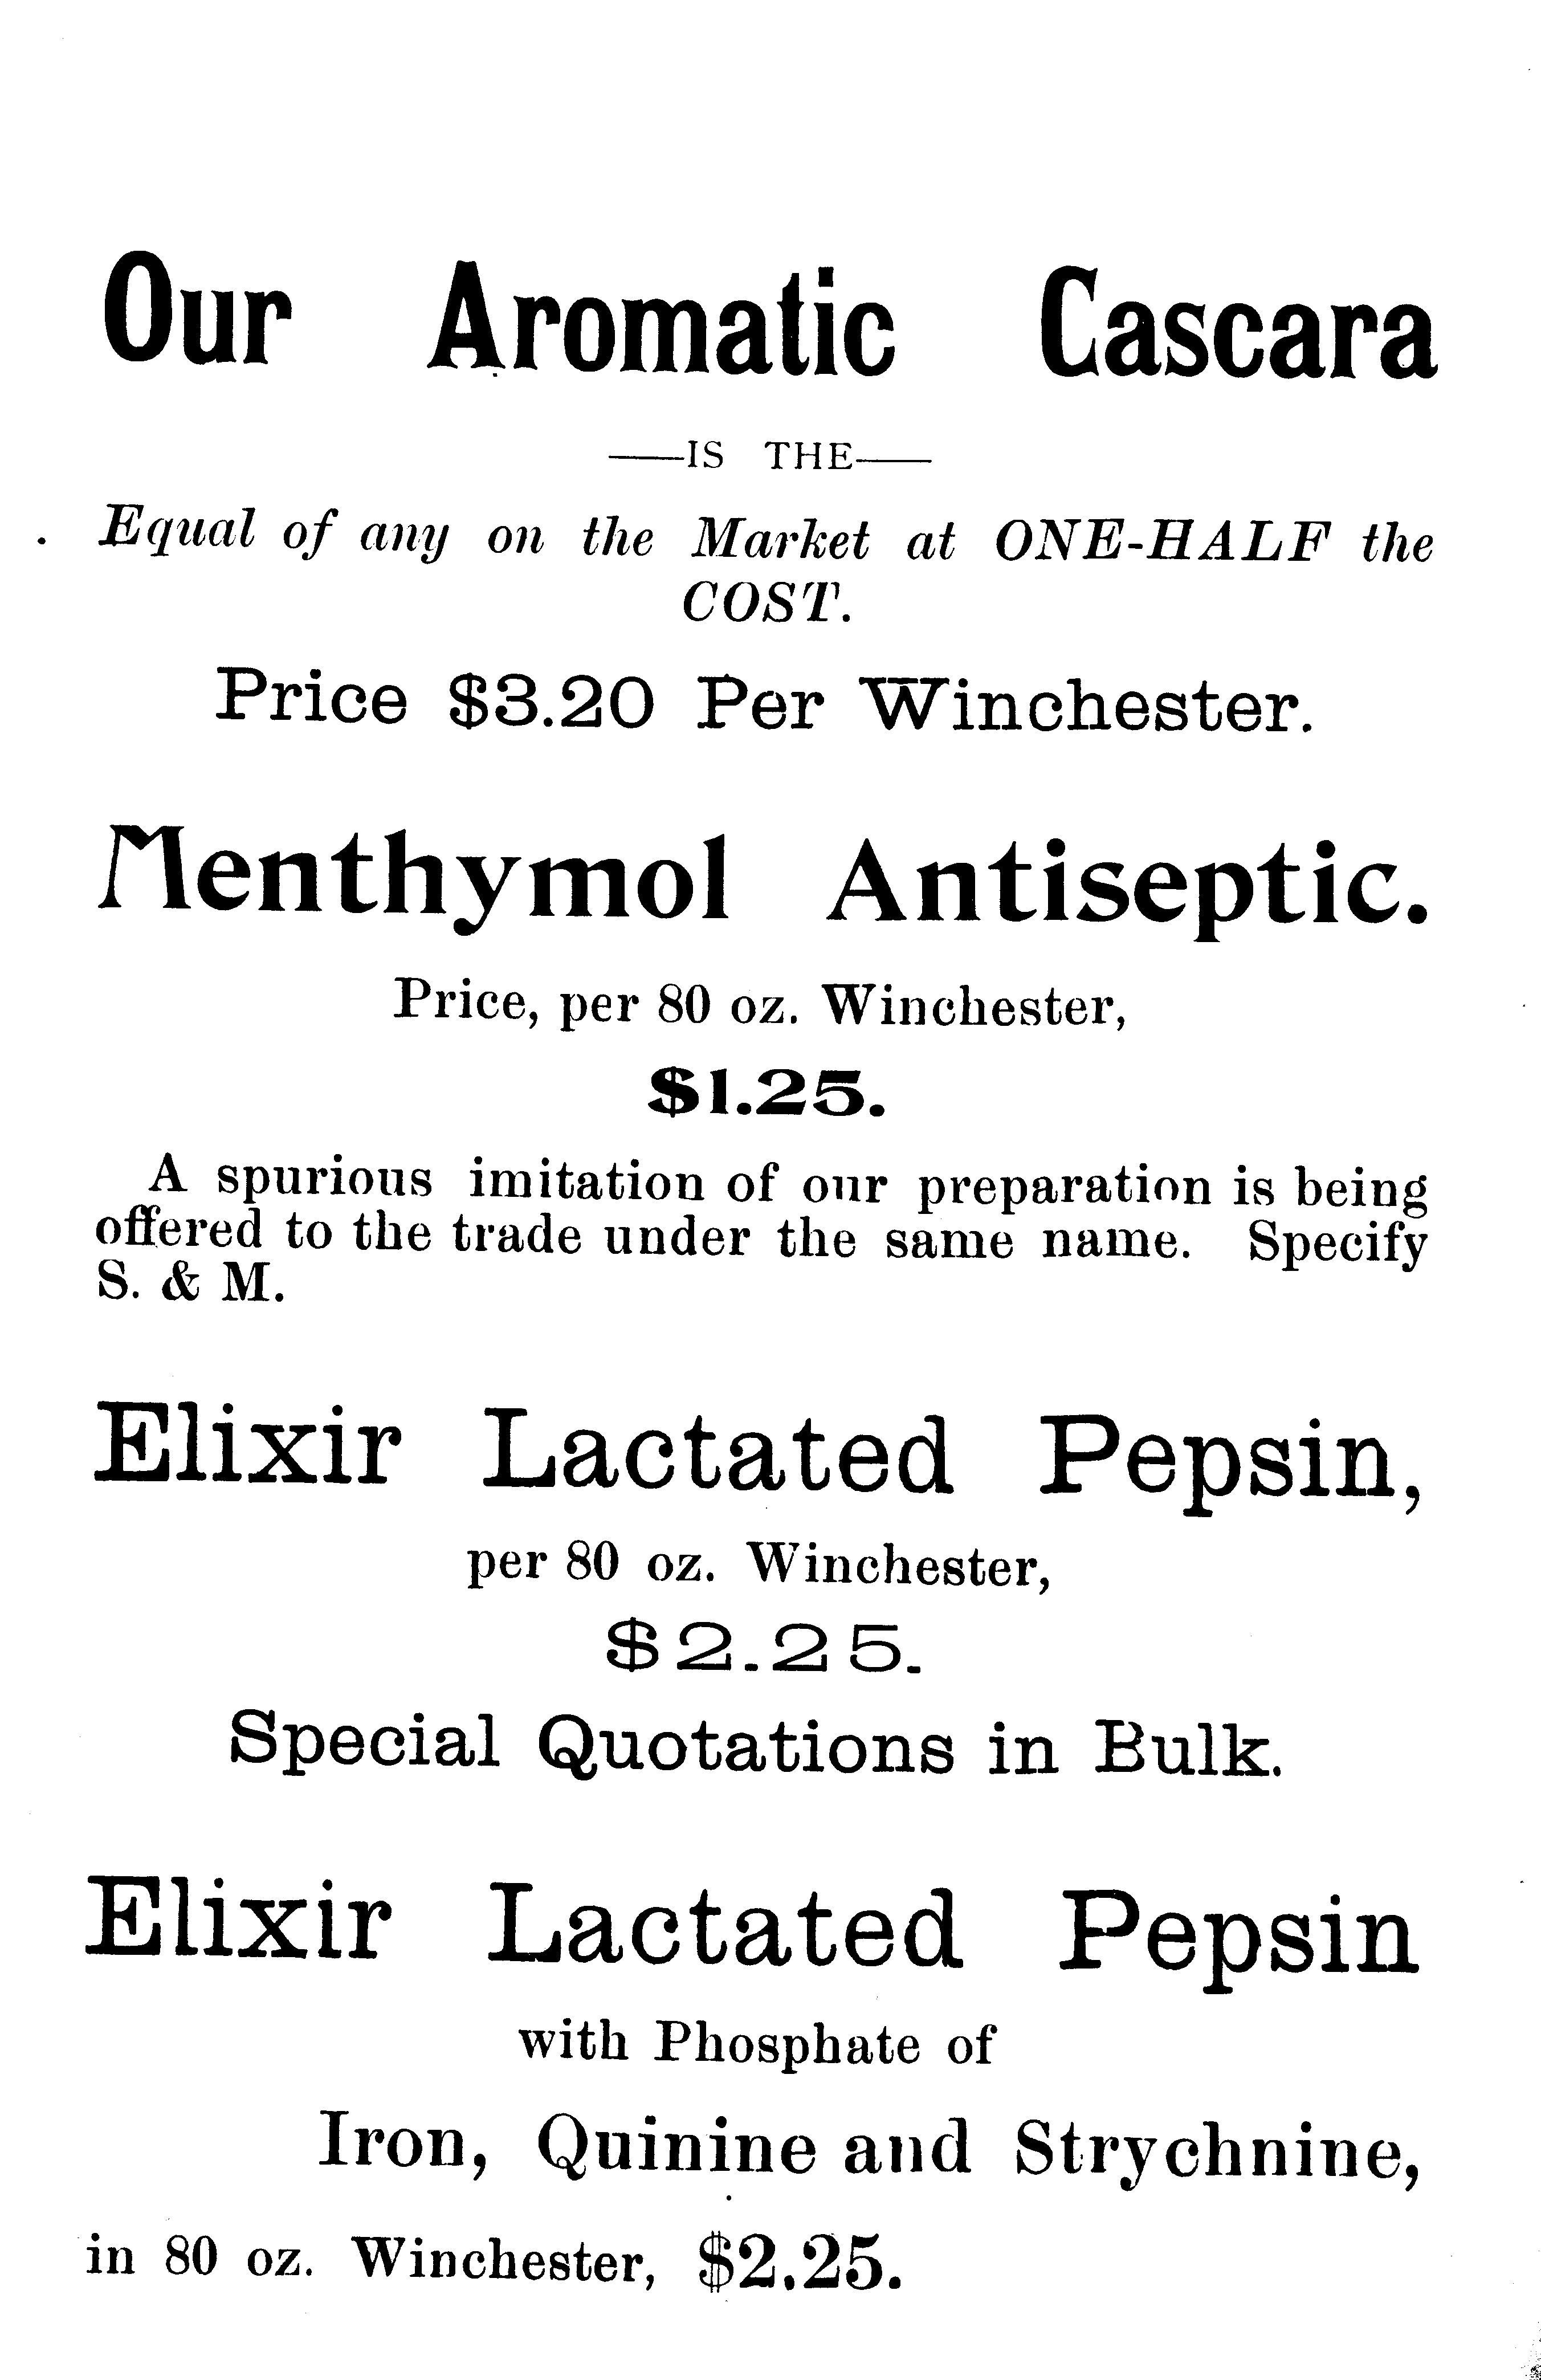 Our Aromatic Cascara
—IS THE—
Equal of any on the Market at ONE-HALF the
COST.
Price $3.20 Per Winchester.
Menthymol Antiseptic.
Price, per 80 oz. Winchester,
$1.25.
A spurious imitation of our preparation is being
offered to the trade under the same name. Specify
S. & M.
Elixir Lactated Pepsin,
per 80 oz. Winchester,
$2.25.
Special Quotations in Bulk.
Elixir Lactated Pepsin
with Phosphate of
Iron, Quinine and Strychnine,
in 80 oz. Winchester, $2.25.